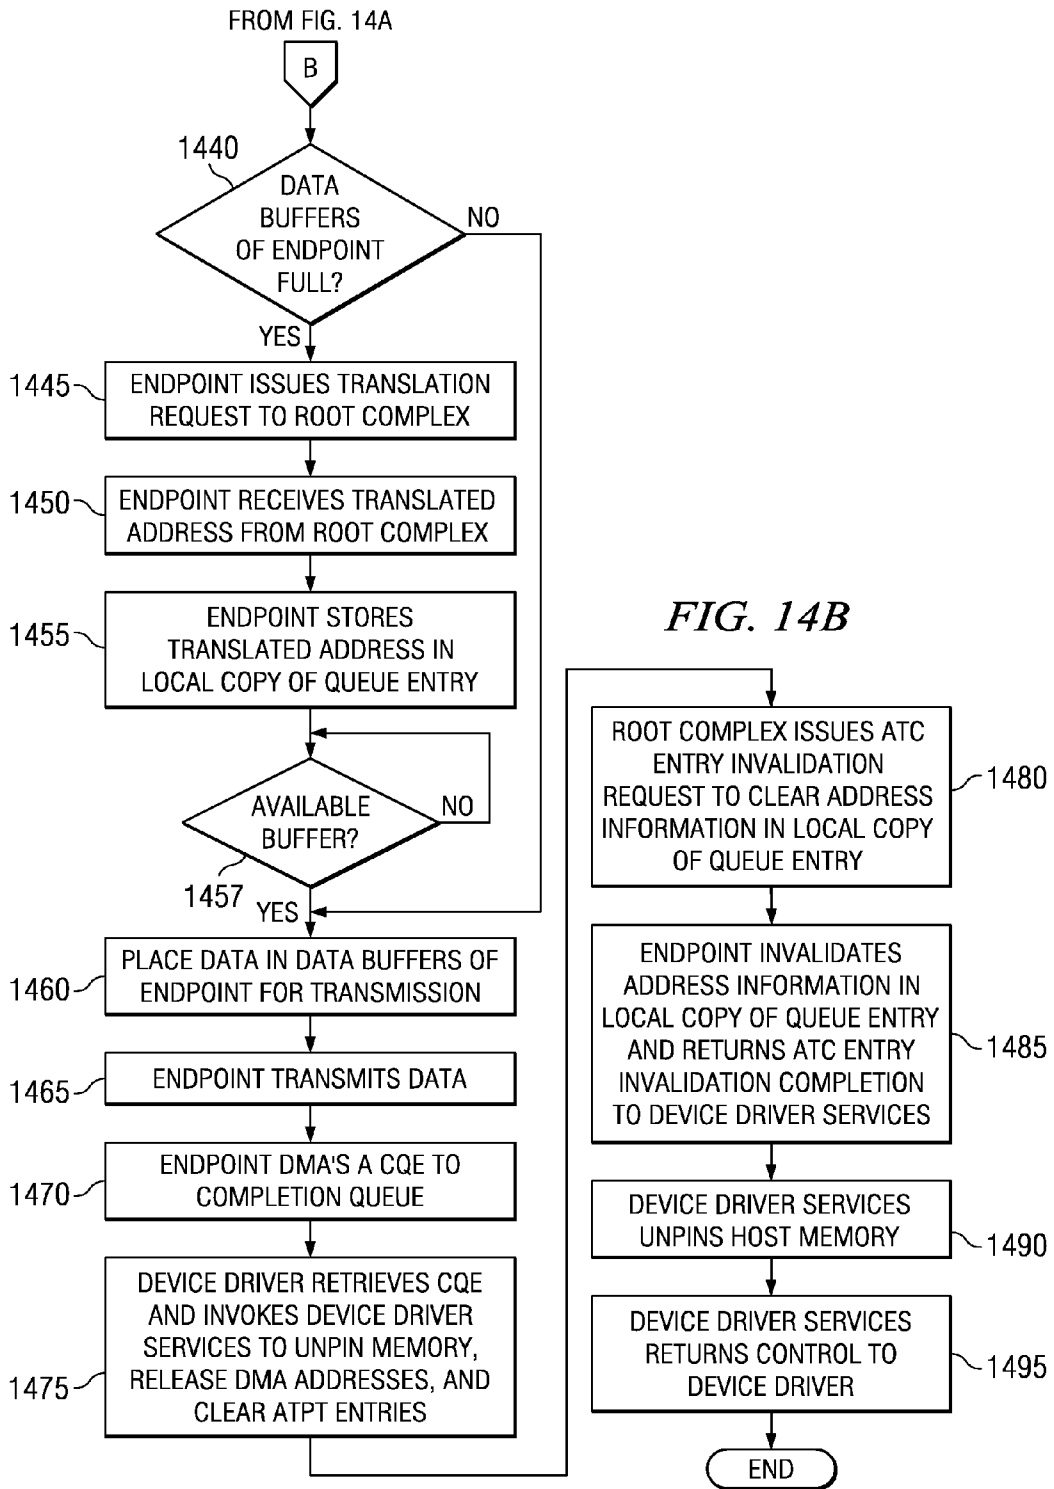 FROM FIG. 14A
B
1440
DATA
BUFFERS
OF ENDPOINT
FULL?
NO
YES
1445
ENDPOINT ISSUES TRANSLATION
REQUEST TO ROOT COMPLEX
1450
ENDPOINT RECEIVES TRANSLATED
ADDRESS FROM ROOT COMPLEX
1455
ENDPOINT STORES
TRANSLATED ADDRESS IN
LOCAL COPY OF QUEUE ENTRY
AVAILABLE
BUFFER?
NO
1457
YES
1460
PLACE DATA IN DATA BUFFERS OF
ENDPOINT FOR TRANSMISSION
1465
ENDPOINT TRANSMITS DATA
1470
ENDPOINT DMA'S A CQE TO
COMPLETION QUEUE
1475
DEVICE DRIVER RETRIEVES CQE
AND INVOKES DEVICE DRIVER
SERVICES TO UNPIN MEMORY,
RELEASE DMA ADDRESSES, AND
CLEAR ATPT ENTRIES
FIG. 14B
ROOT COMPLEX ISSUES ATC
ENTRY INVALIDATION
REQUEST TO CLEAR ADDRESS
INFORMATION IN LOCAL COPY
OF QUEUE ENTRY
1480
ENDPOINT INVALIDATES
ADDRESS INFORMATION IN
LOCAL COPY OF QUEUE ENTRY
AND RETURNS ATC ENTRY
INVALIDATION COMPLETION
TO DEVICE DRIVER SERVICES
1485
DEVICE DRIVER SERVICES
UNPINS HOST MEMORY
1490
DEVICE DRIVER SERVICES
RETURNS CONTROL TO
DEVICE DRIVER
1495
END